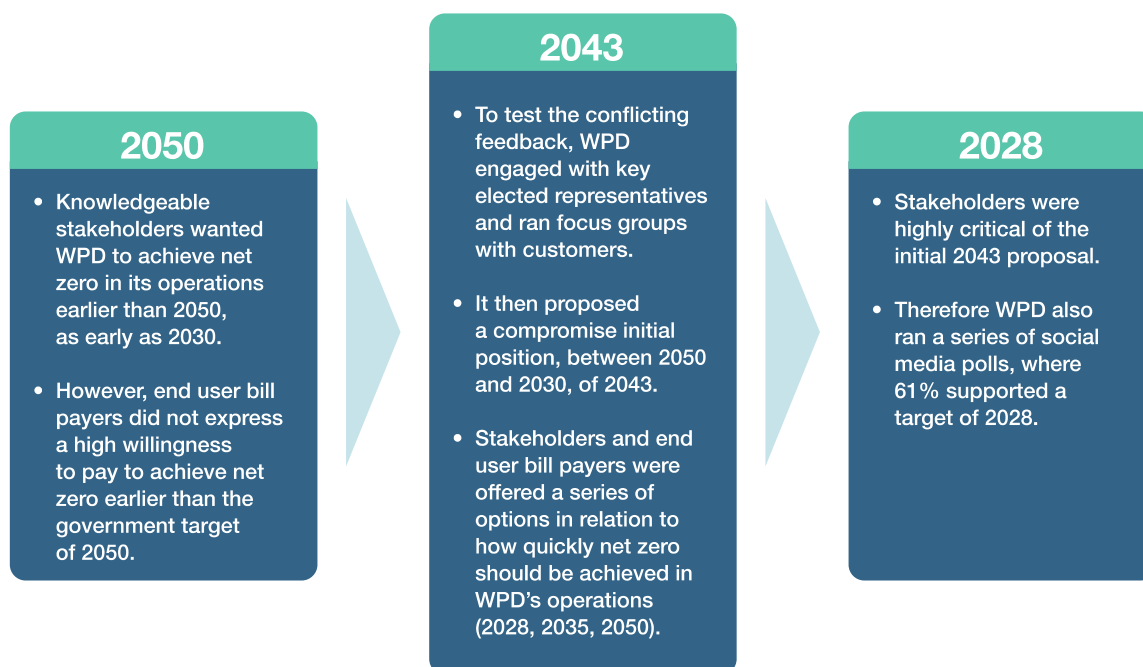 2050
• Knowledgeable
stakeholders wanted
WPD to achieve net
zero in its operations
earlier than 2050,
as early as 2030.
• However, end user bill
payers did not express
a high willingness
to pay to achieve net
zero earlier than the
government target
of 2050.
2043
• To test the conflicting
feedback, WPD
engaged with key
elected representatives
and ran focus groups
with customers.
• It then proposed
a compromise initial
position, between 2050
and 2030, of 2043.
• Stakeholders and end
user bill payers were
offered a series of
options in relation to
how quickly net zero
should be achieved in
WPD's operations
(2028, 2035, 2050).
2028
• Stakeholders were
highly critical of the
initial 2043 proposal.
• Therefore WPD also
ran a series of social
media polls, where
61% supported a
target of 2028.